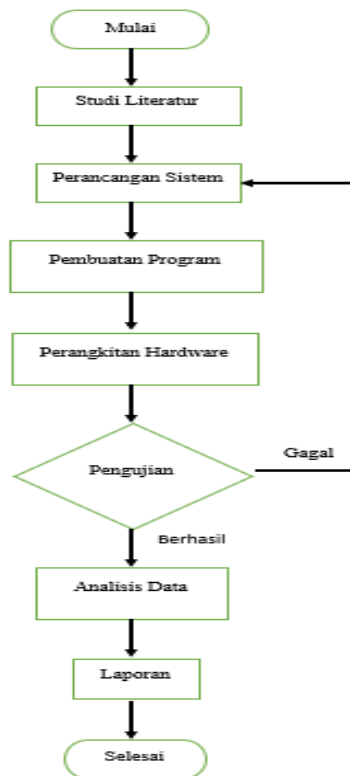 Mulai
Studi Literatur
Perancangan Sistem
Pembuatan Program
Perangkitan Hardware
Pengujian
Gagal
Berhasil
Analisis Data
Laporan
Selesai